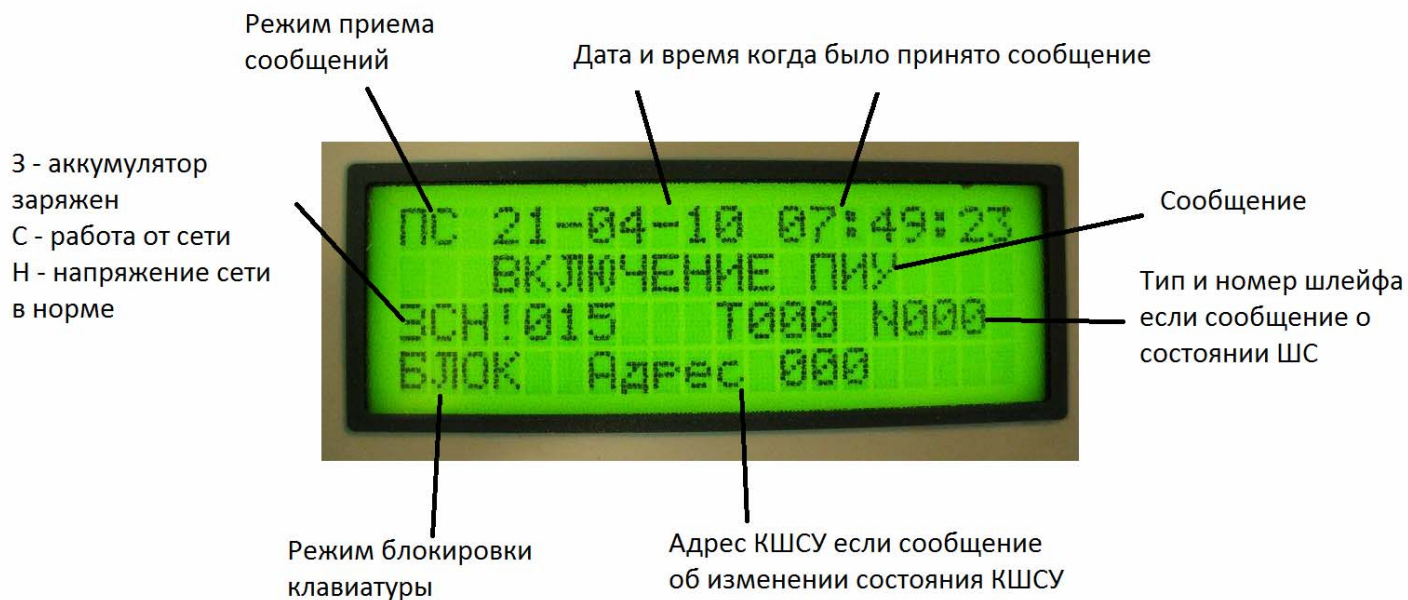 Режим приема
сообщений
Дата и время когда было принято сообщение
З - аккумулятор
заряжен
С - работа от сети
Н - напряжение сети
в норме
Сообщение
Тип и номер шлейфа
если сообщение о
состоянии ШС
ПС 21-04-10 07:49:23
ВКЛЮЧЕНИЕ ПИУ
ЗСН!015 Т000 N000
БЛОК Адрес 000
Режим блокировки
клавиатуры
Адрес КШСУ если сообщение
об изменении состояния КШСУ